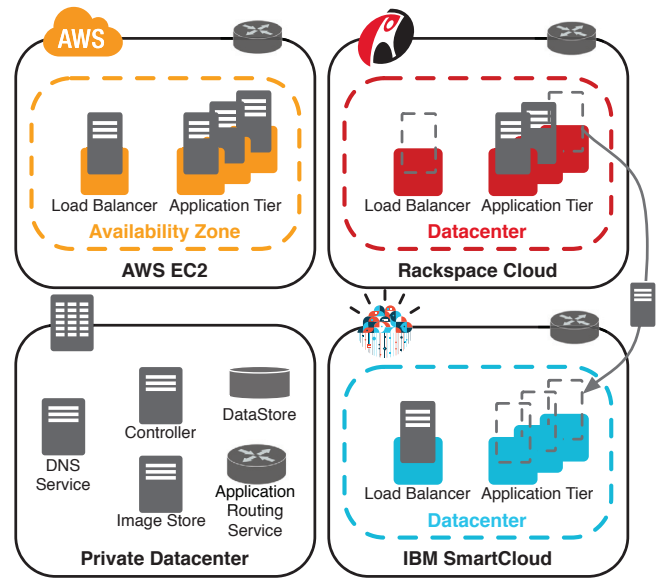 AWS
Load Balancer
Application Tier
Availability Zone
AWS EC2
Load Balancer
Application Tier
Datacenter
Rackspace Cloud
DNS
Service
Controller
Image Store
DataStore
Application
Routing
Service
Private Datacenter
Load Balancer
Application Tier
Datacenter
IBM SmartCloud